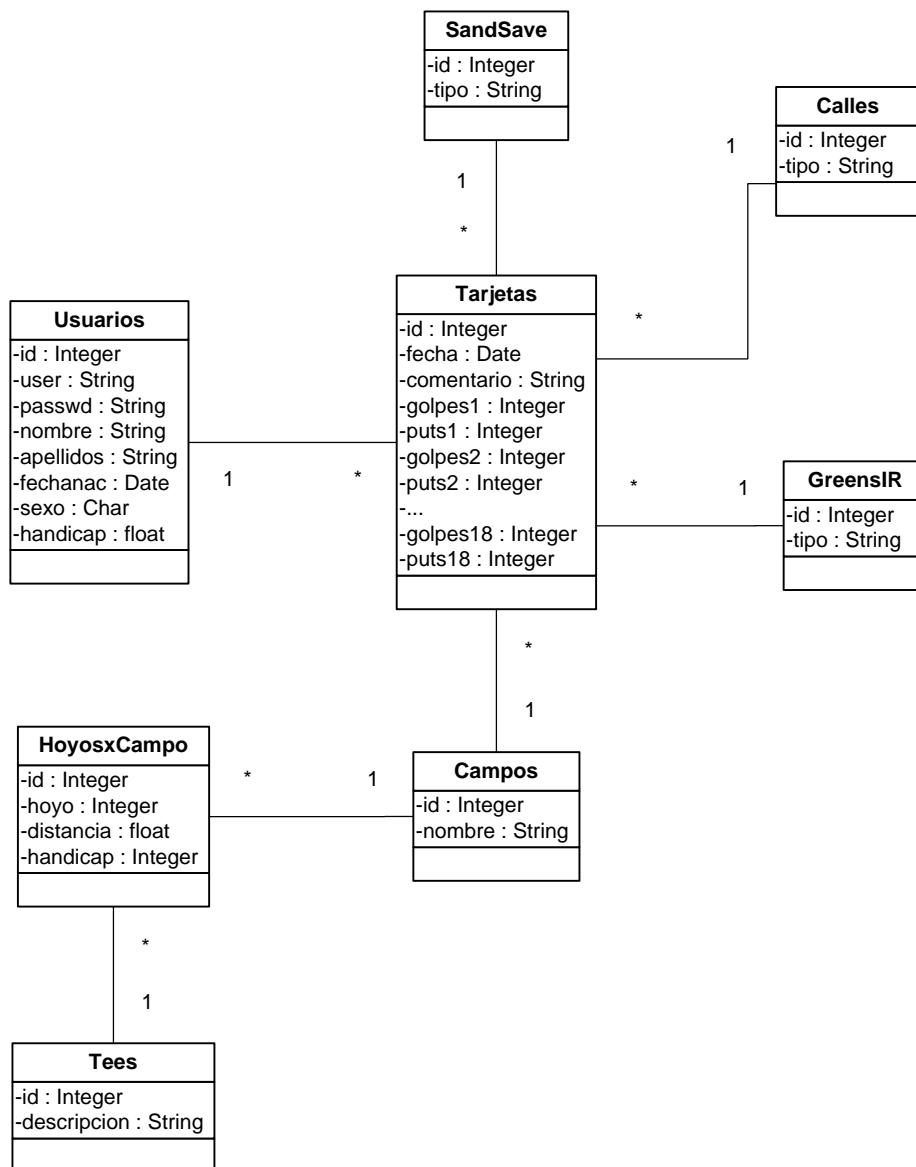 SandSave
-id : Integer
-tipo : String
Calles
-id : Integer
-tipo : String
1
1
*
Tarjetas
-id : Integer
-fecha : Date
-comentario : String
-golpes1 : Integer
-puts1 : Integer
-golpes2 : Integer
-puts2 : Integer
-...
-golpes18 : Integer
-puts18 : Integer
*
Usuarios
-id : Integer
-user : String
-passwd : String
-nombre : String
-apellidos : String
-fechanac : Date
-sexo : Char
-handicap : float
1
*
*
1
GreensIR
-id : Integer
-tipo : String
*
1
HoyosxCampo
-id : Integer
-hoyo : Integer
-distancia : float
-handicap : Integer
*
1
Campos
-id : Integer
-nombre : String
*
1
Tees
-id : Integer
-descripcion : String